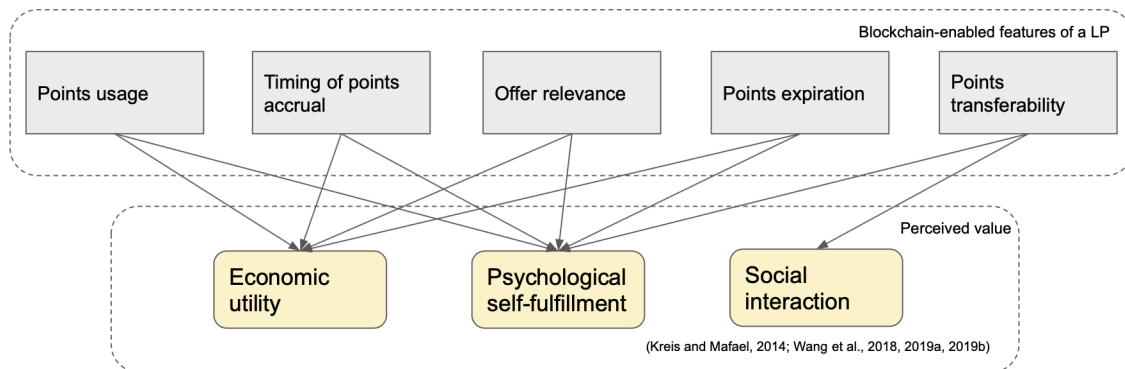 Blockchain-enabled features of a LP
Points usage
Timing of points
accrual
Offer relevance
Points expiration
Points
transferability
Perceived value
Economic
utility
Psychological
self-fulfillment
Social
interaction
(Kreis and Mafael, 2014; Wang et al., 2018, 2019a, 2019b)